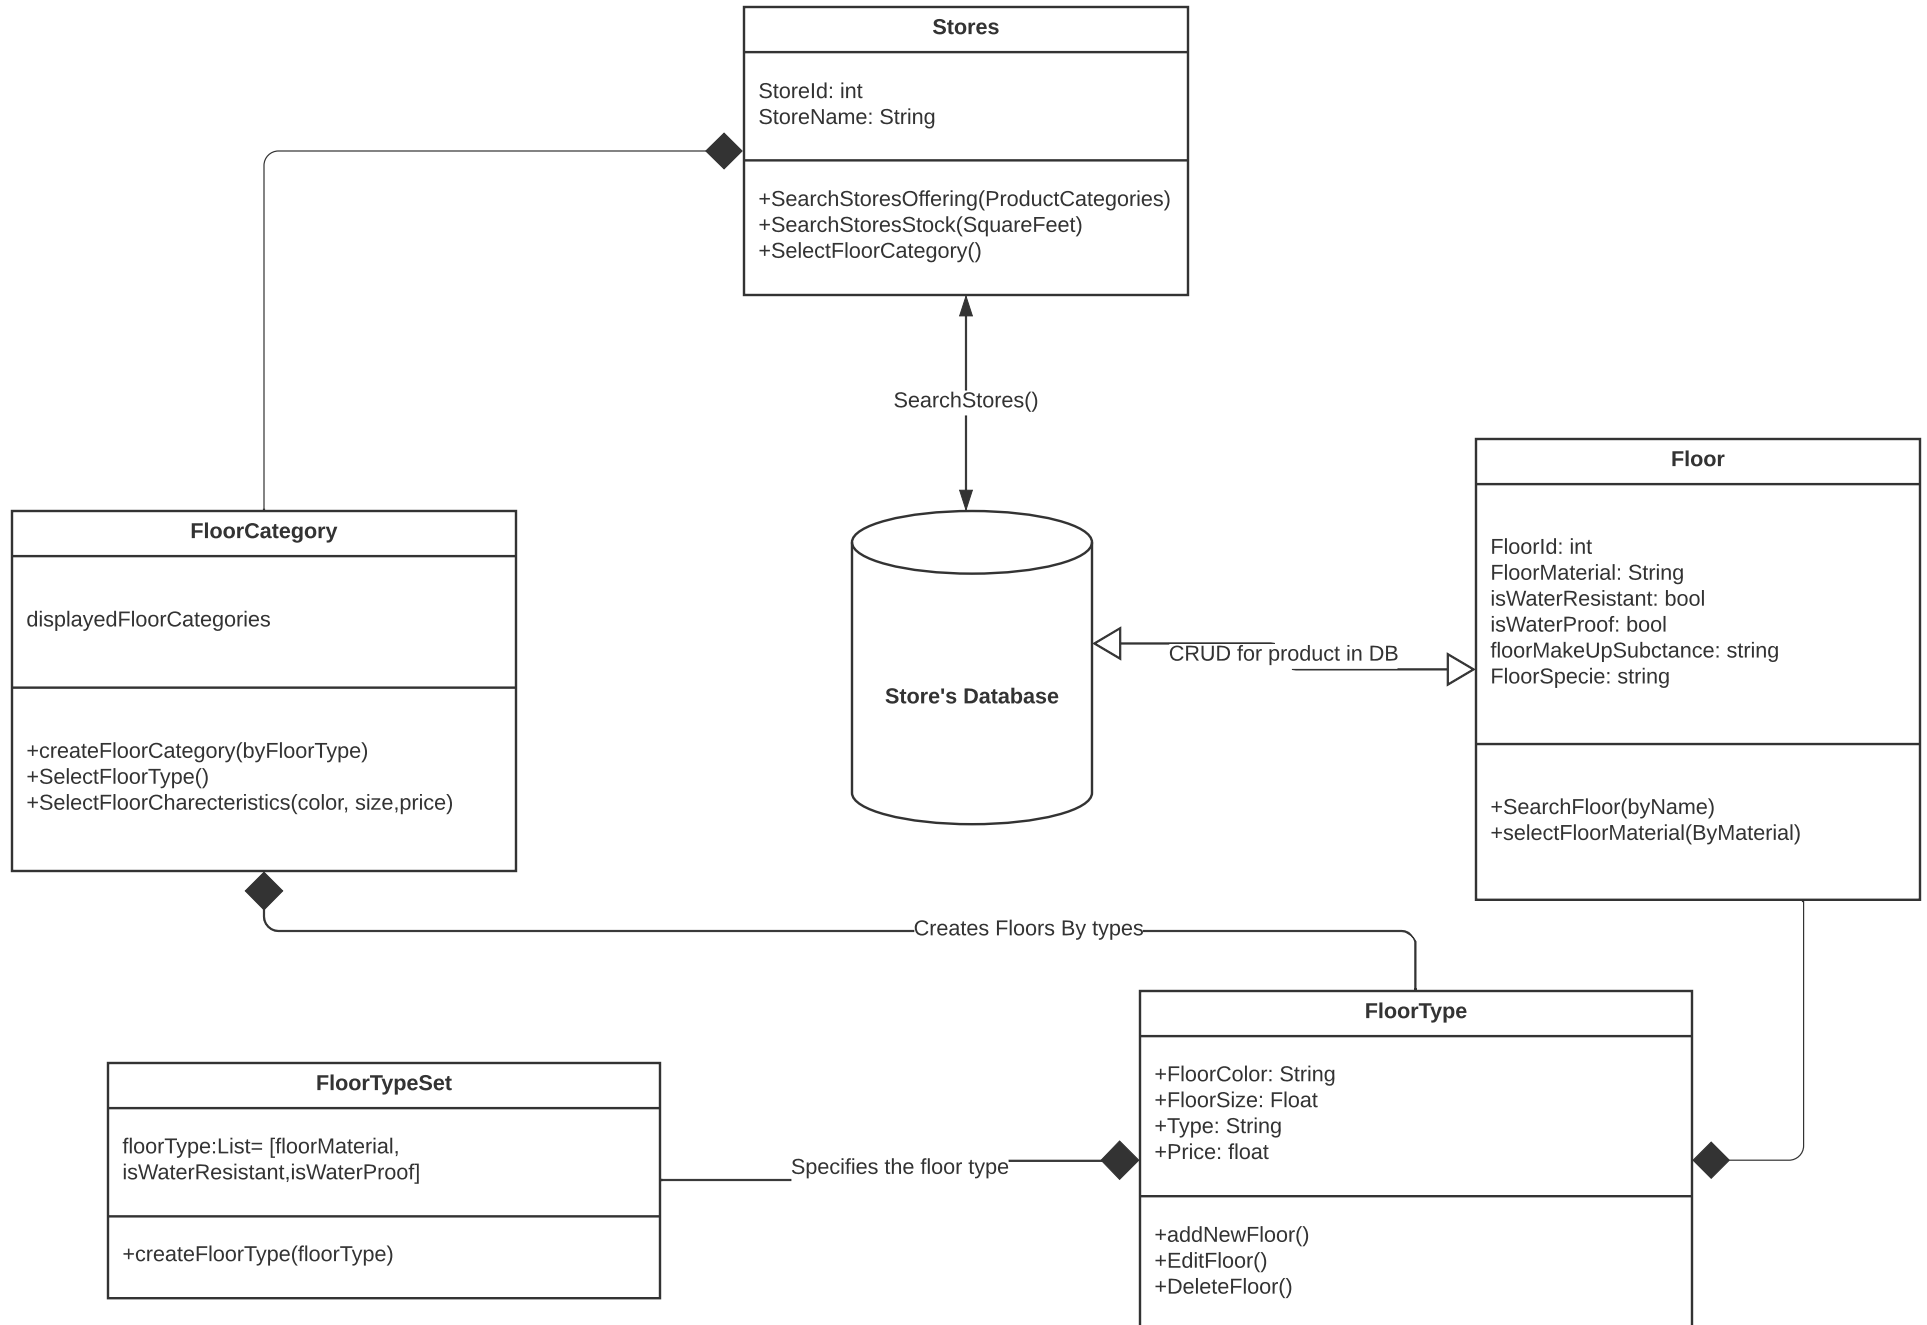 Stores
StoreId: int
StoreName: String
+SearchStoresOffering(ProductCategories)
+SearchStoresStock(SquareFeet)
+SelectFloorCategory()
SearchStores()
Floor
FloorId: int
FloorMaterial: String
isWaterResistant: bool
isWaterProof: bool
floorMakeUpSubctance: string
FloorSpecie: string
+SearchFloor(byName)
+selectFloorMaterial(ByMaterial)
FloorCategory
displayedFloorCategories
+createFloorCategory(byFloorType)
+SelectFloorType()
+SelectFloorCharecteristics(color, size,price)
CRUD for product in DB
Store's Database
Creates Floors By types
FloorType
+FloorColor: String
+FloorSize: Float
+Type: String
+Price: float
+addNewFloor()
+EditFloor()
+DeleteFloor()
FloorTypeSet
floorType:List= [floorMaterial,
isWaterResistant,isWaterProof]
+createFloorType(floorType)
Specifies the floor type